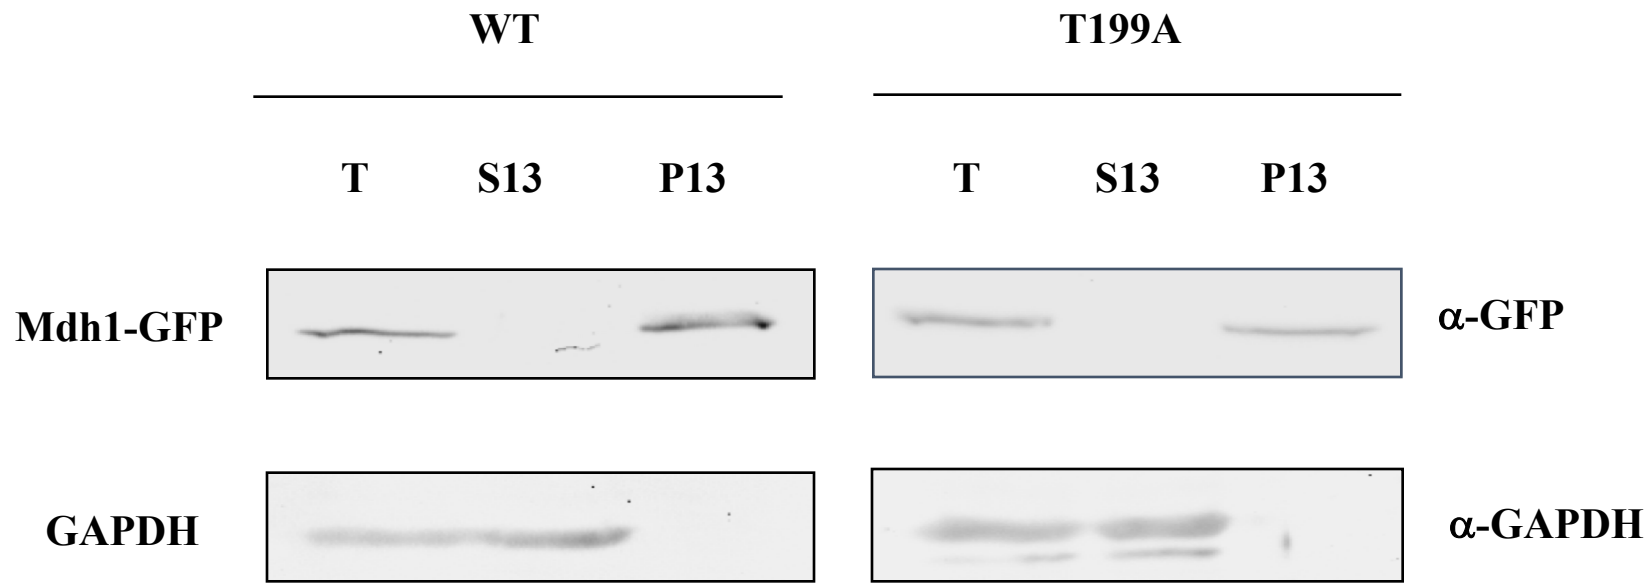 WT T199A
T S13 P13 T S13 P13
Mdh1-GFP α-GFP
GAPDH α-GAPDH